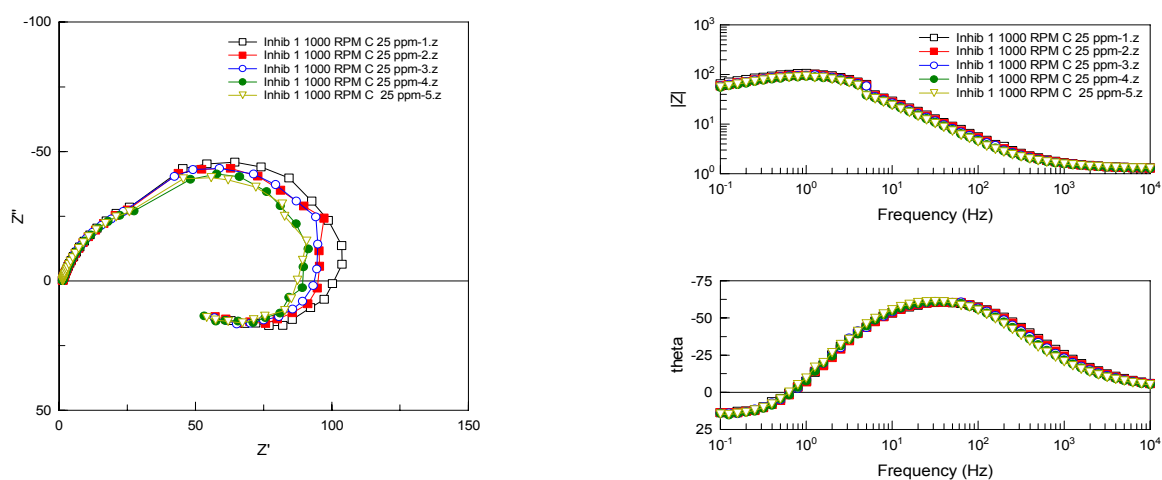 -100
-50
0
50
0
50
100
150
Z''
Z'
Inhib 1 1000 RPM C 25 ppm-1.z
Inhib 1 1000 RPM C 25 ppm-2.z
Inhib 1 1000 RPM C 25 ppm-3.z
Inhib 1 1000 RPM C 25 ppm-4.z
Inhib 1 1000 RPM C  25 ppm-5.z
10³
10²
10¹
10⁰
10⁻¹
10⁰
10¹
10²
10³
10⁴
|Z|
Frequency (Hz)
Inhib 1 1000 RPM C 25 ppm-1.z
Inhib 1 1000 RPM C 25 ppm-2.z
Inhib 1 1000 RPM C 25 ppm-3.z
Inhib 1 1000 RPM C 25 ppm-4.z
Inhib 1 1000 RPM C  25 ppm-5.z
-75
-50
-25
0
25
10⁻¹
10⁰
10¹
10²
10³
10⁴
theta
Frequency (Hz)